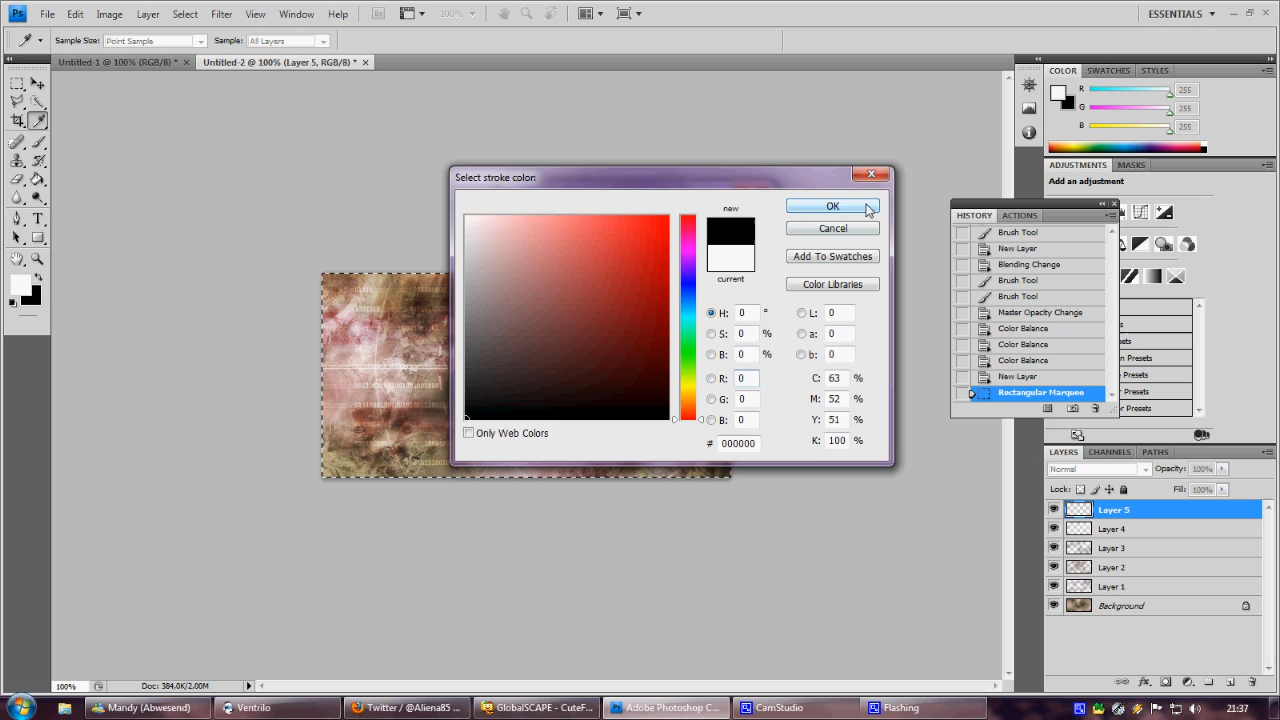 Ps File Edit Image Layer Select Filter View Window Help Br 100% ESSENTIALS
Sample Size: Point Sample Sample: All Layers
Untitled-1 @ 100% (RGB/8) * × Untitled-2 @ 100% (Layer 5, RGB/8) * ×
COLOR SWATCHES STYLES
R 255
G 255
B 255
ADJUSTMENTS MASKS
Add an adjustment
Select stroke color:
new
OK
Cancel
Add To Swatches
current
Color Libraries
H: 0 ° L: 0
S: 0 % a: 0
B: 0 % b: 0
R: 0 C: 63 %
G: 0 M: 52 %
B: 0 Y: 51 %
# 000000 K: 100 %
Only Web Colors
HISTORY ACTIONS
Brush Tool
New Layer
Blending Change
Brush Tool
Brush Tool
Master Opacity Change
Color Balance
Color Balance
Color Balance
New Layer
Rectangular Marquee
Presets
Presets
Presets
Presets
LAYERS CHANNELS PATHS
Normal Opacity: 100%
Lock: Fill: 100%
Layer 5
Layer 4
Layer 3
Layer 2
Layer 1
Background
100% Doc: 384,0K/2,00M
Mandy (Abwesend) Ventrilo Twitter / @Aliena85 ... GlobalSCAPE - CuteF... Adobe Photoshop C... CamStudio Flashing 21:37